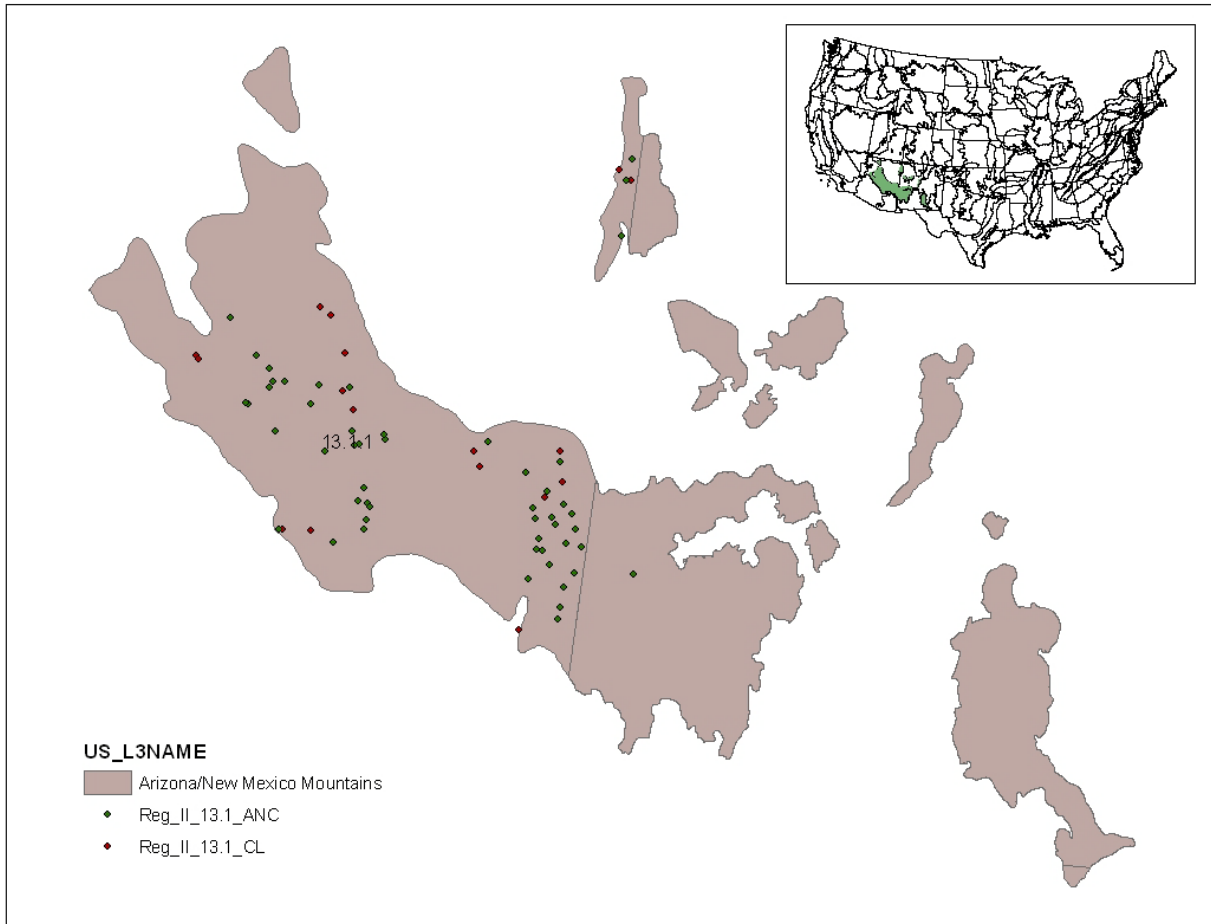 13.1.1
US_L3NAME
Arizona/New Mexico Mountains
Reg_II_13.1_ANC
Reg_II_13.1_CL